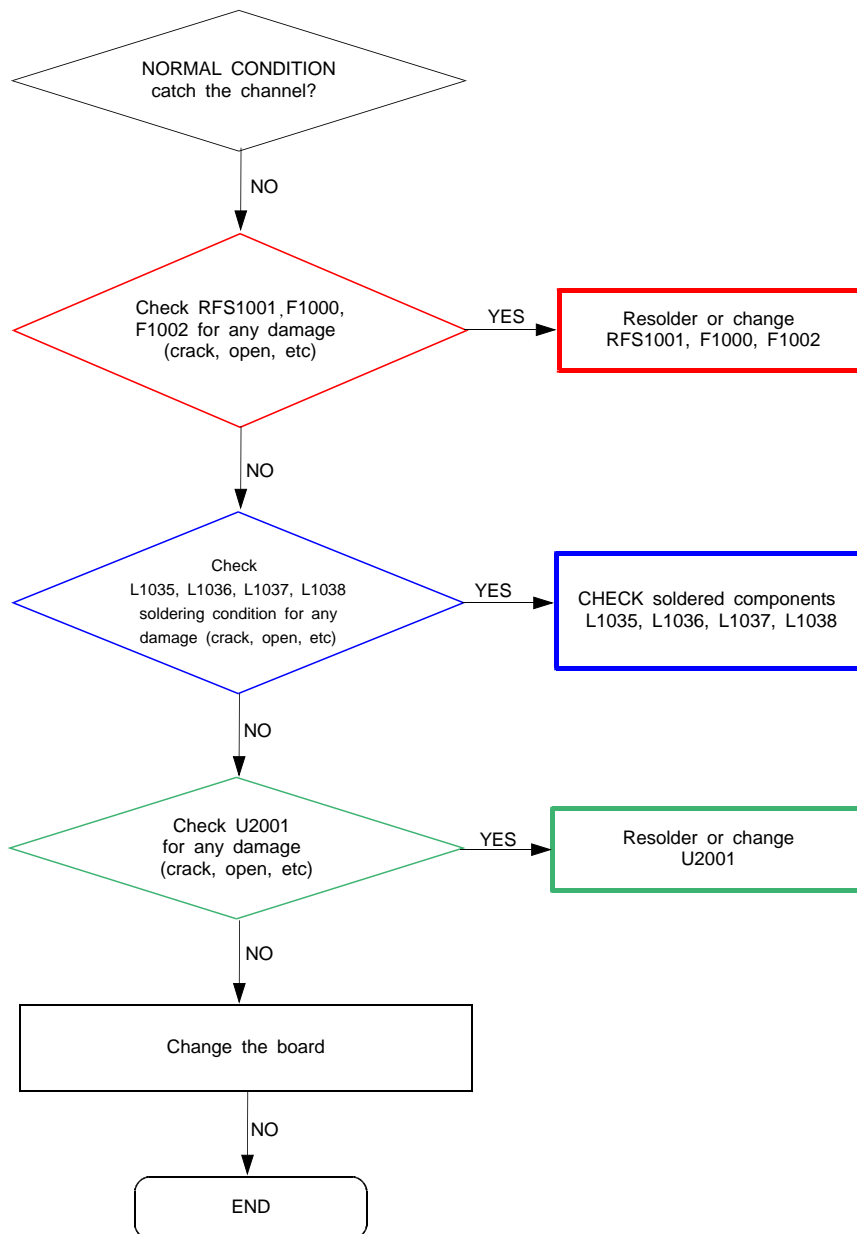 NORMAL CONDITION
catch the channel?
NO
Check RFS1001, F1000,
F1002 for any damage
(crack, open, etc)
YES
Resolder or change
RFS1001, F1000, F1002
NO
Check
L1035, L1036, L1037, L1038
soldering condition for any
damage (crack, open, etc)
YES
CHECK soldered components
L1035, L1036, L1037, L1038
NO
Check U2001
for any damage
(crack, open, etc)
YES
Resolder or change
U2001
NO
Change the board
NO
END